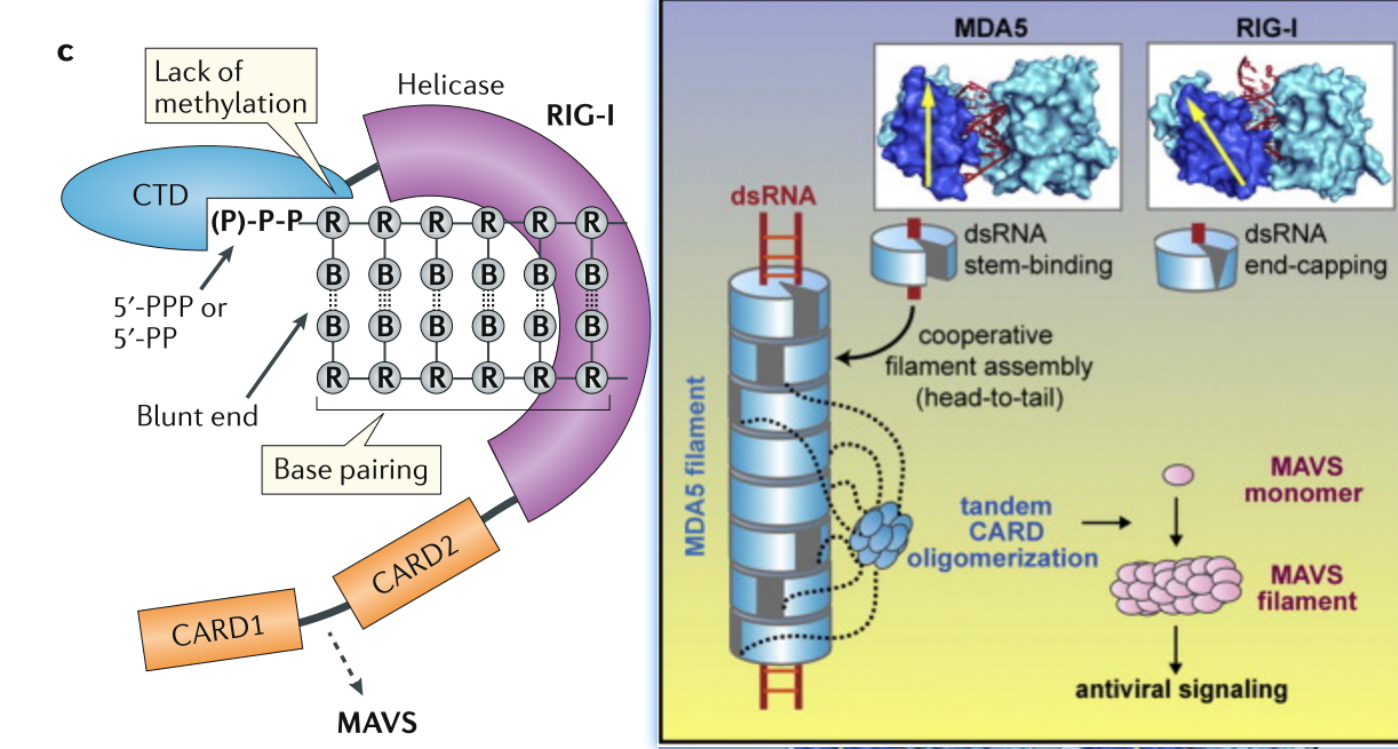 c
Lack of
methylation
Helicase
RIG-I
CTD
(P)-P-P
R R R R R R
B B B B B B
B B B B B B
R R R R R R
5′-PPP or
5′-PP
Blunt end
Base pairing
CARD2
CARD1
MAVS
MDA5
RIG-I
dsRNA
dsRNA
stem-binding
dsRNA
end-capping
cooperative
filament assembly
(head-to-tail)
MDA5 filament
tandem
CARD
oligomerization
MAVS
monomer
MAVS
filament
antiviral signaling